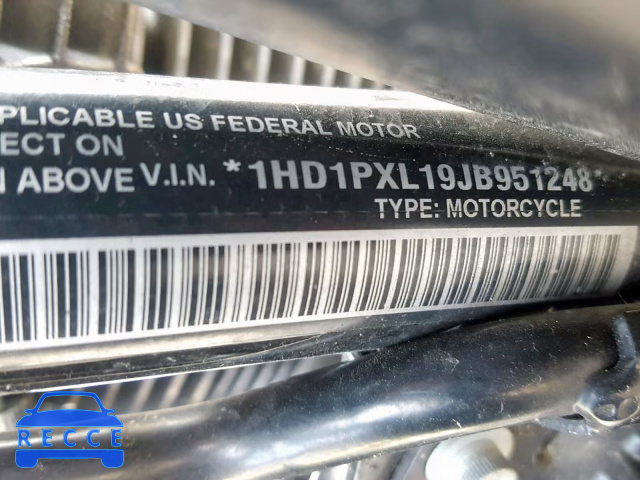 PLICABLE US FEDERAL MOTOR
ECT ON
ABOVE V.I.N. *1HD1PXL19JB951248*
TYPE: MOTORCYCLE
RECCE